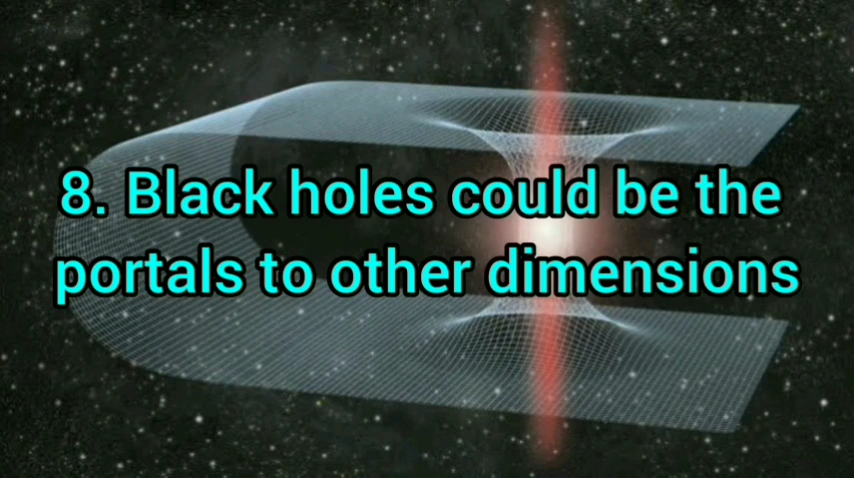 8. Black holes could be the
portals to other dimensions